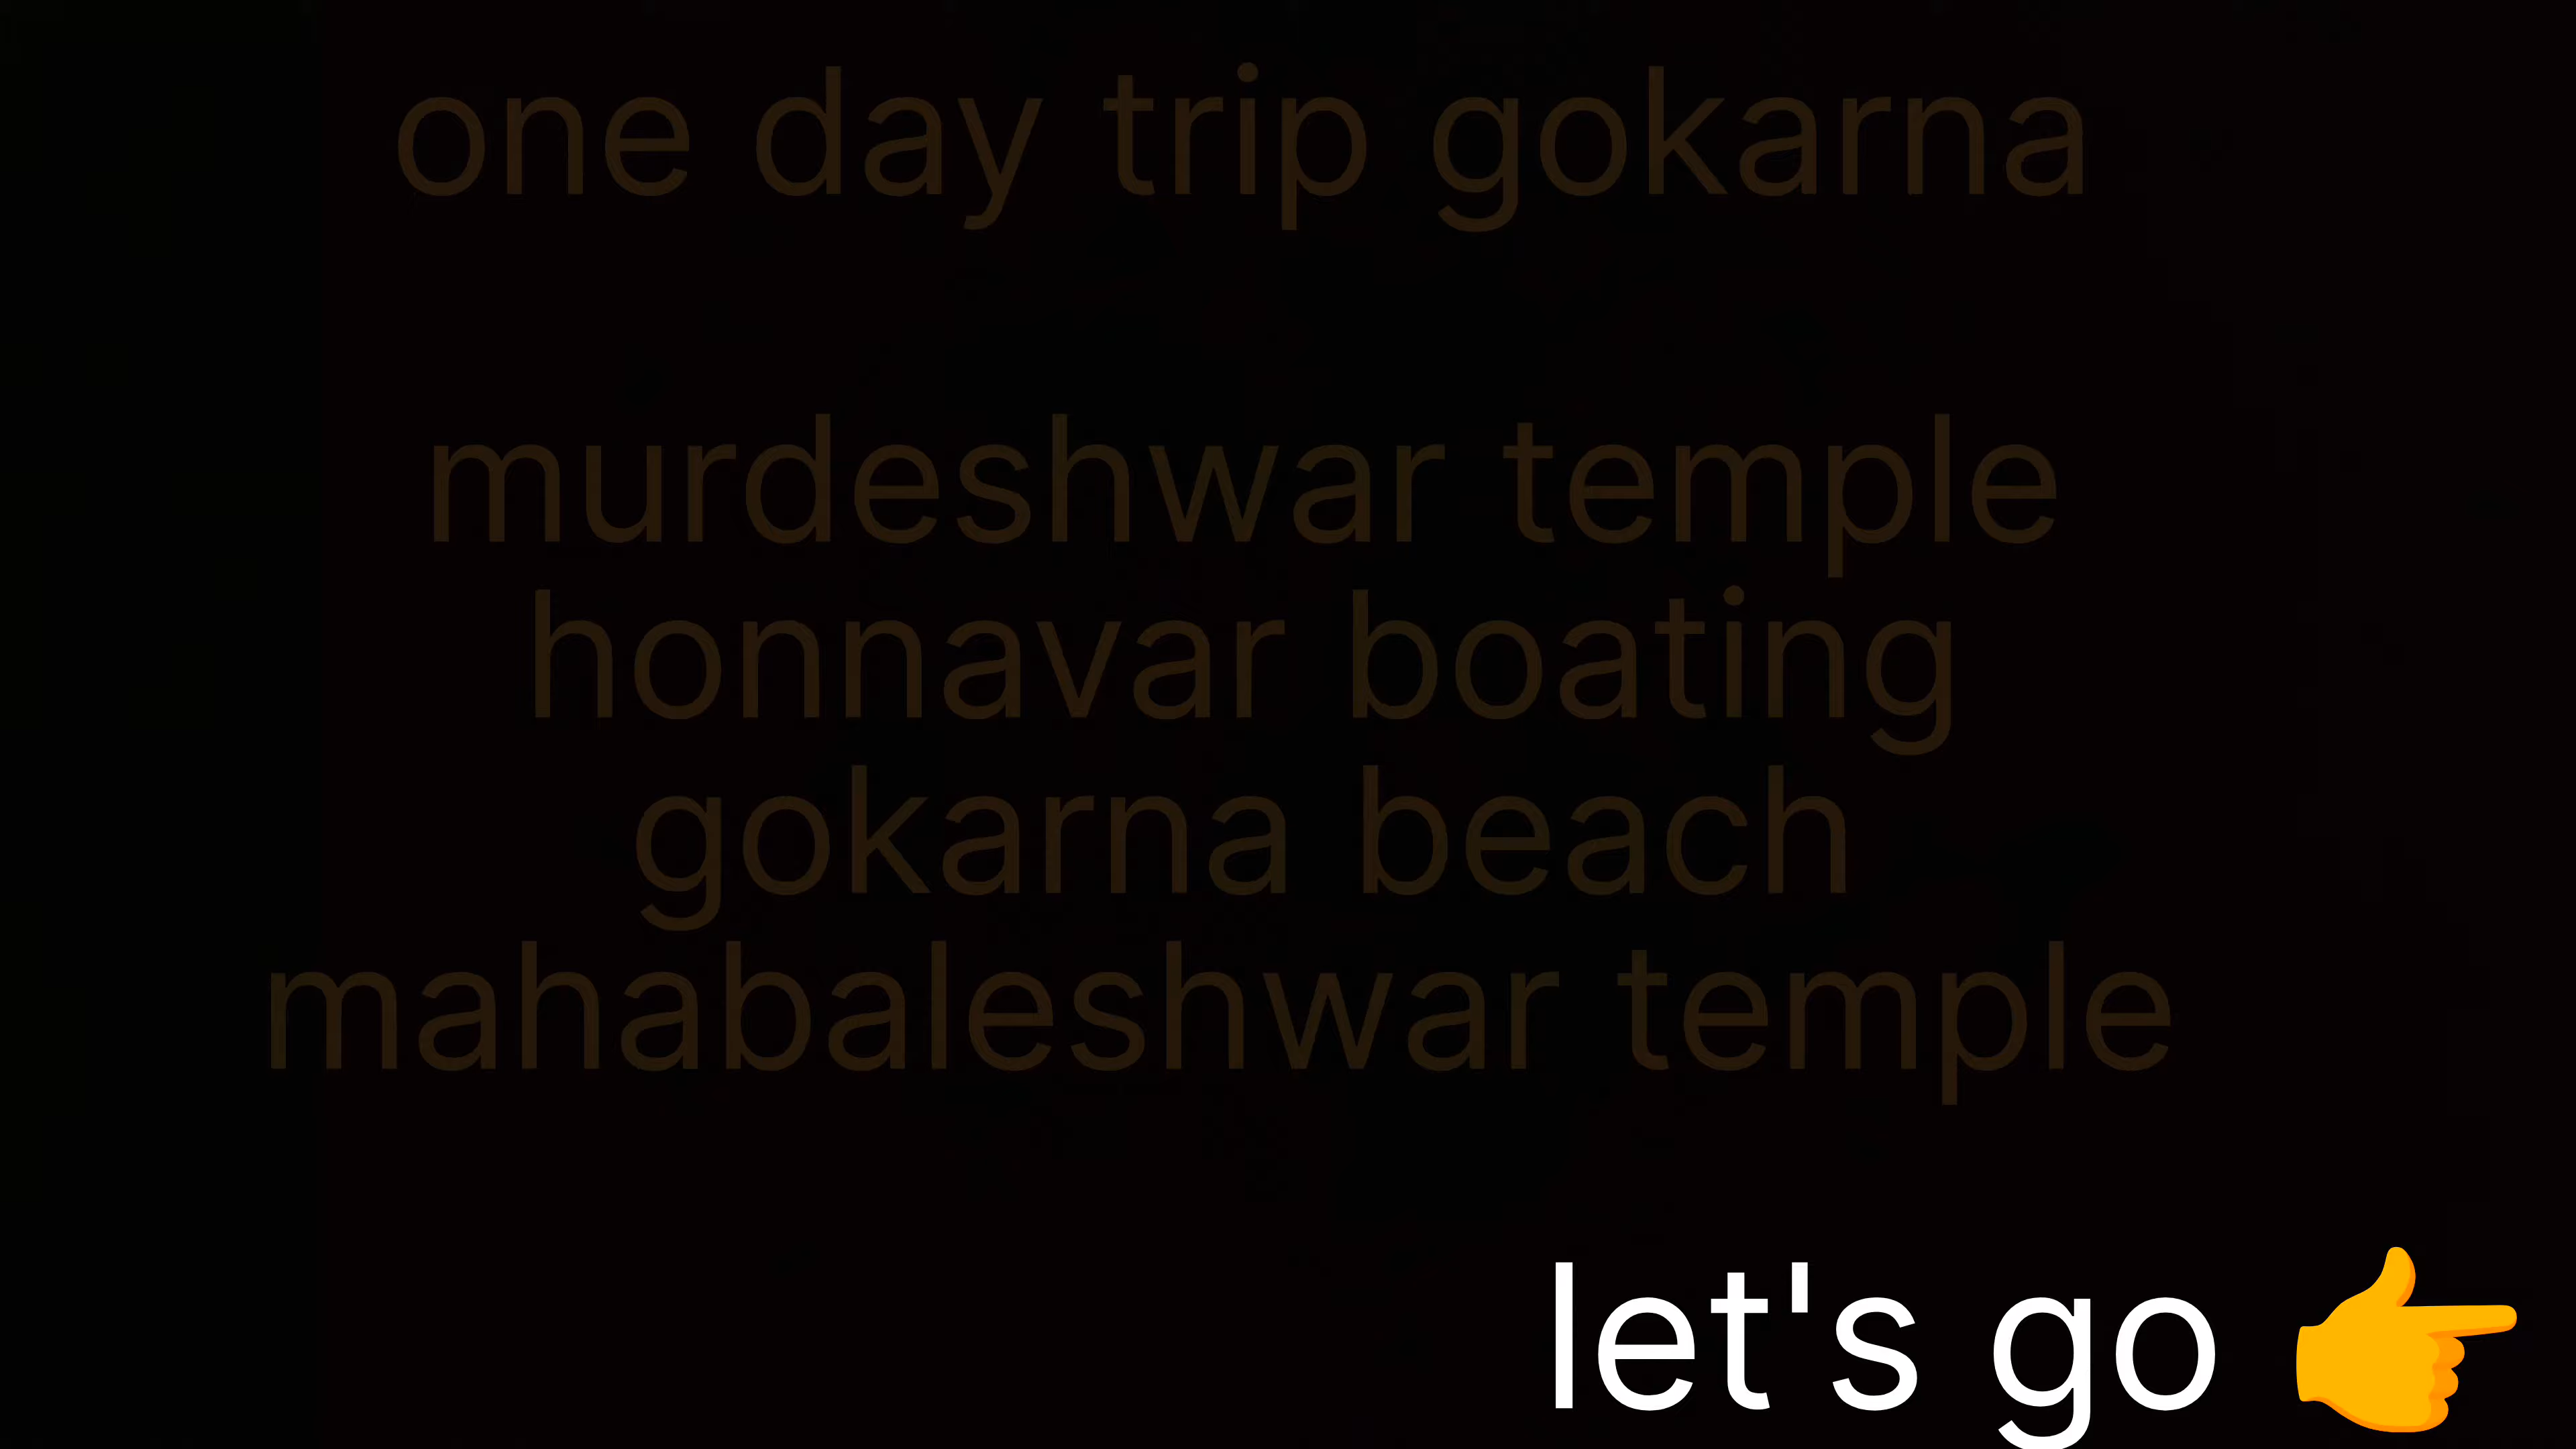 one day trip gokarna
murdeshwar temple
honnavar boating
gokarna beach
mahabaleshwar temple
let's go 👉